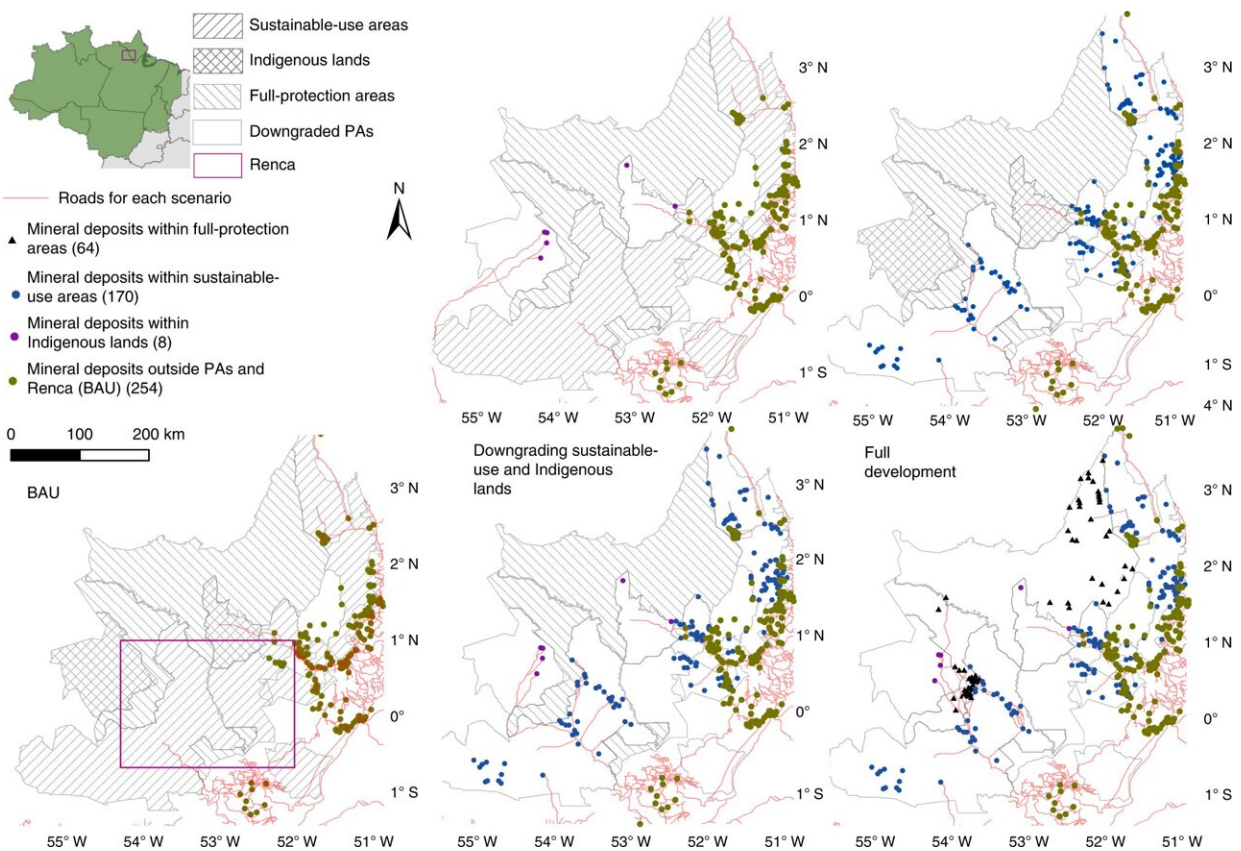 Sustainable-use areas
Indigenous lands
Full-protection areas
Downgraded PAs
Renca
Roads for each scenario
Mineral deposits within full-protection
areas (64)
Mineral deposits within sustainable-
use areas (170)
Mineral deposits within
Indigenous lands (8)
Mineral deposits outside PAs and
Renca (BAU) (254)
0 100 200 km
N
3° N
2° N
1° N
0°
1° S
55° W 54° W 53° W 52° W 51° W
3° N
2° N
1° N
0°
1° S
4° N
55° W 54° W 53° W 52° W 51° W
BAU
3° N
2° N
1° N
0°
1° S
55° W 54° W 53° W 52° W 51° W
Downgrading sustainable-
use and Indigenous
lands
3° N
2° N
1° N
0°
1° S
55° W 54° W 53° W 52° W 51° W
Full
development
3° N
2° N
1° N
0°
1° S
55° W 54° W 53° W 52° W 51° W